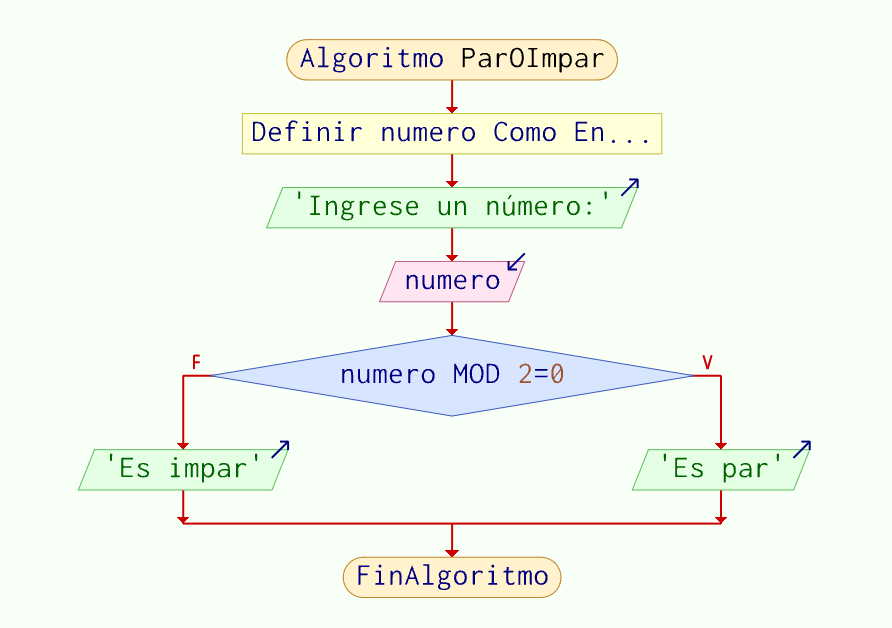 Algoritmo ParOImpar
Definir numero Como En...
'Ingrese un número:'
numero
numero MOD 2=0
F
V
'Es impar'
'Es par'
FinAlgoritmo